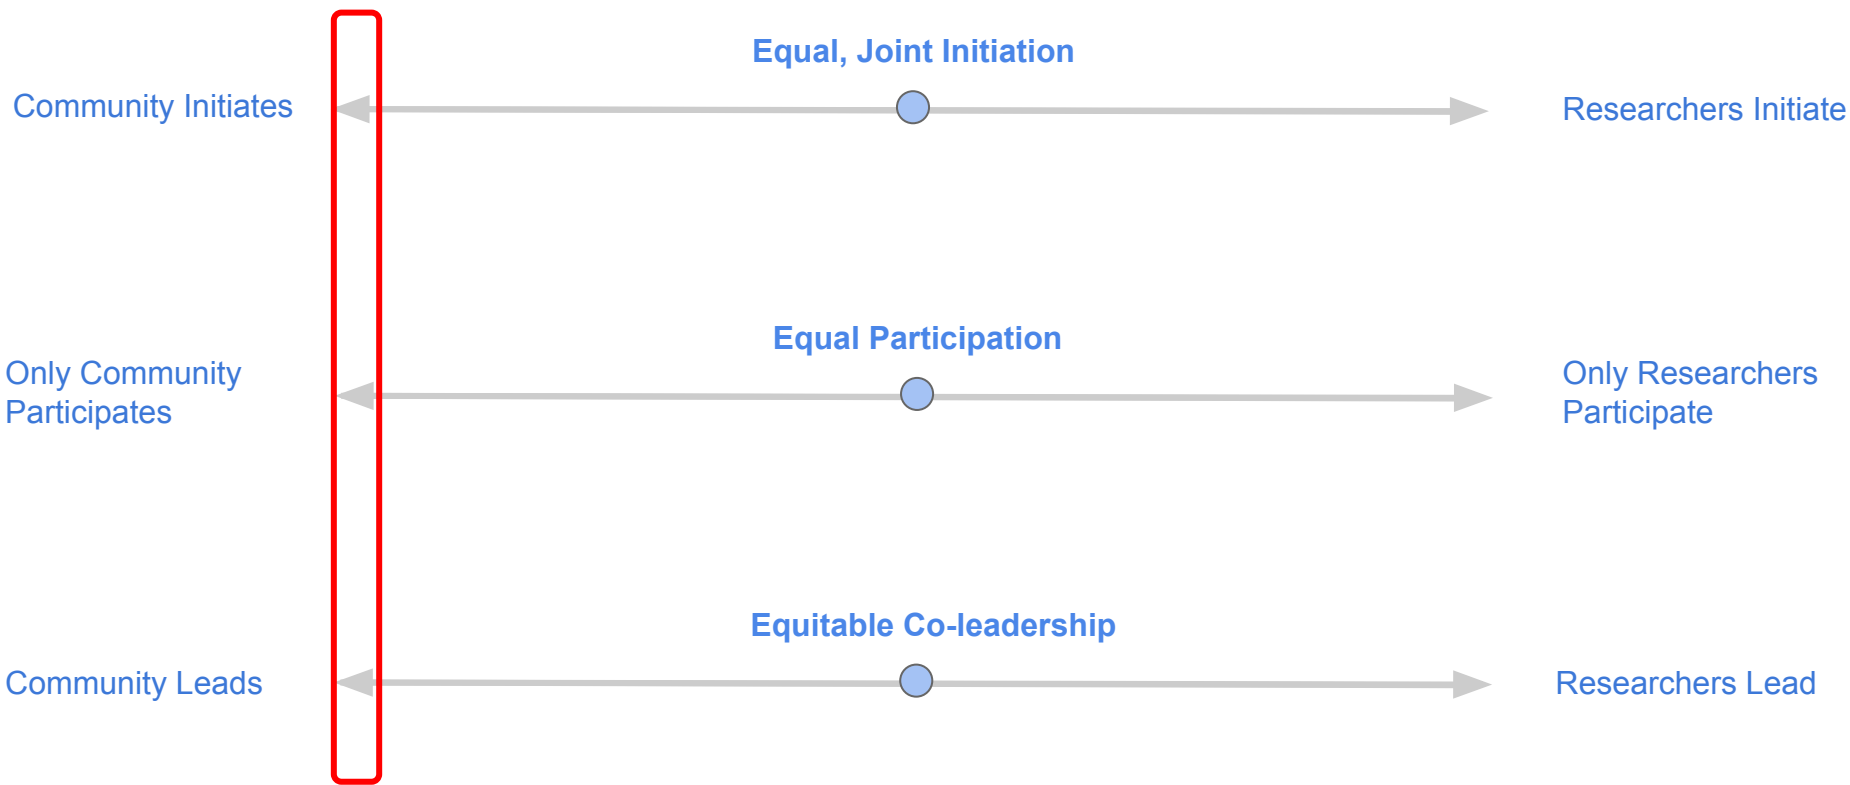 Equal, Joint Initiation
Community Initiates
Researchers Initiate
Equal Participation
Only Community
Participates
Only Researchers
Participate
Equitable Co-leadership
Community Leads
Researchers Lead